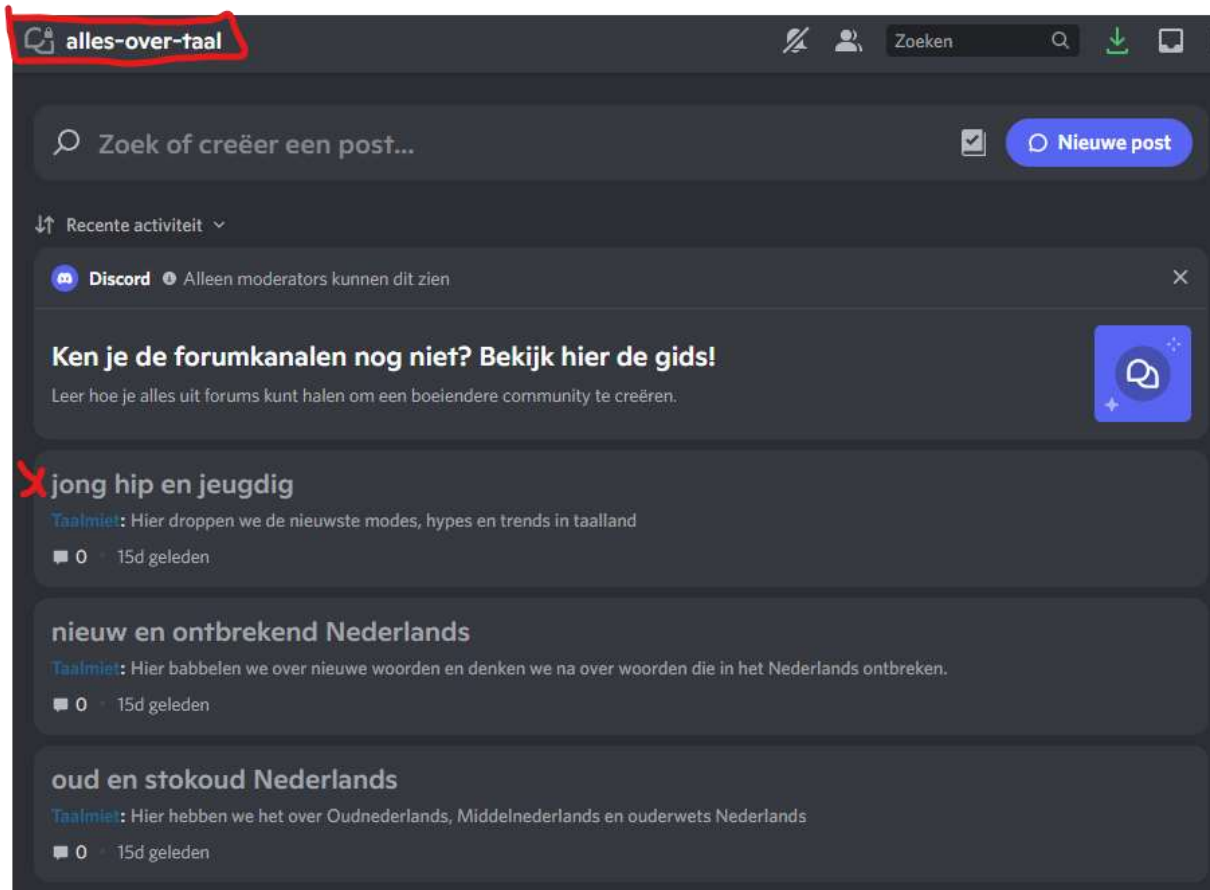 alles-over-taal Zoeken
Zoek of creëer een post... Nieuwe post
Recente activiteit
Discord Alleen moderators kunnen dit zien
Ken je de forumkanalen nog niet? Bekijk hier de gids!
Leer hoe je alles uit forums kunt halen om een boeiendere community te creëren.
jong hip en jeugdig
Taalmiet: Hier droppen we de nieuwste modes, hypes en trends in taalland
0 15d geleden
nieuw en ontbrekend Nederlands
Taalmiet: Hier babbelen we over nieuwe woorden en denken we na over woorden die in het Nederlands ontbreken.
0 15d geleden
oud en stokoud Nederlands
Taalmiet: Hier hebben we het over Oudnederlands, Middelnederlands en ouderwets Nederlands
0 15d geleden